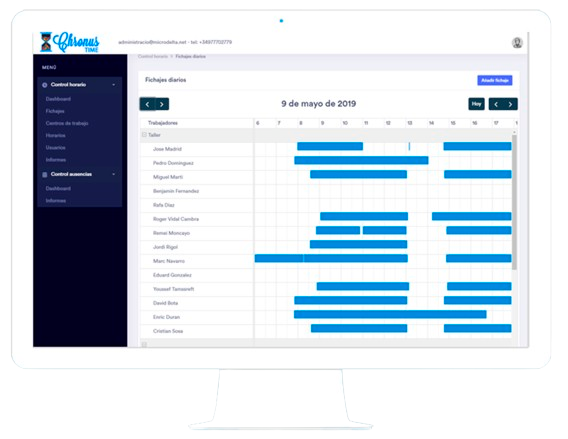 Chronus
TIME
administracio@microdelta.net - tel: +34977702779
Control horario > Fichajes diarios
MENÚ
Control horario
Dashboard
Fichajes
Centros de trabajo
Horarios
Usuarios
Informes
Control ausencias
Dashboard
Informes
Fichajes diarios
Añadir fichaje
9 de mayo de 2019
Hoy
Trabajadores 6 7 8 9 10 11 12 13 14 15 16 17 1
Taller
Jose Madrid
Pedro Dominguez
Miguel Marti
Benjamin Fernandez
Rafa Diaz
Roger Vidal Cambra
Remei Moncayo
Jordi Rigol
Marc Navarro
Eduard Gonzalez
Youssef Tamsareft
David Bota
Enric Duran
Cristian Sosa